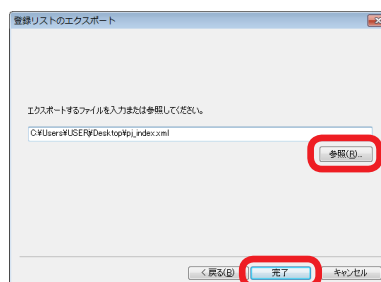 登録リストのエクスポート
エクスポートするファイルを入力または参照してください。
C:¥Users¥USER¥Desktop¥pj_index.xml
参照(R)...
< 戻る(B)
完了
キャンセル